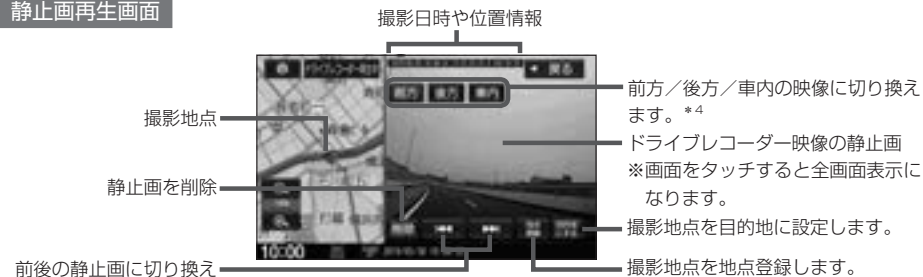 静止画再生画面
撮影日時や位置情報
戻る
前方 後方 車内
前方／後方／車内の映像に切り換え
ます。*4
撮影地点
ドライブレコーダー映像の静止画
※画面をタッチすると全画面表示に
なります。
静止画を削除
削除
撮影地点を目的地に設定します。
10:00
前後の静止画に切り換え
撮影地点を地点登録します。